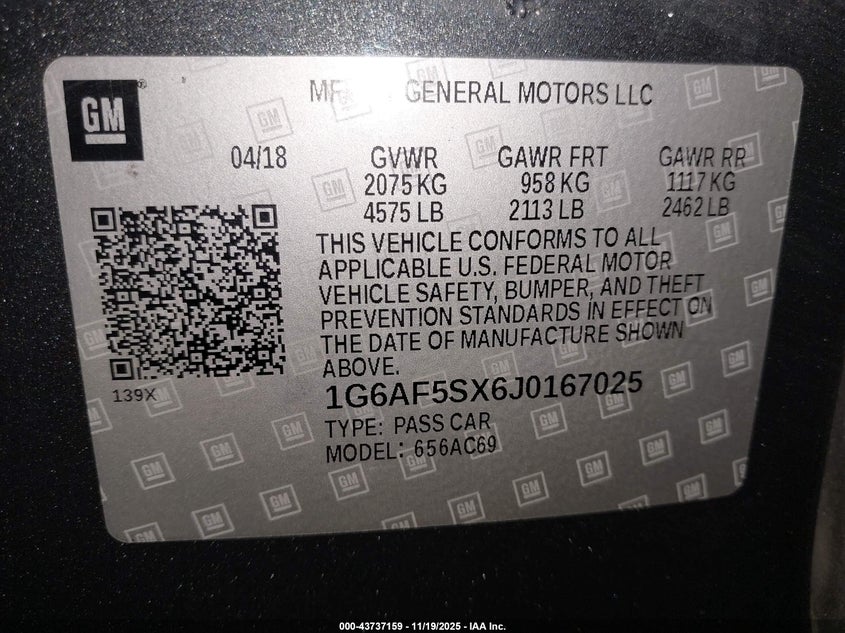 GM
MF GENERAL MOTORS LLC
04/18 GVWR GAWR FRT GAWR RR
2075 KG 958 KG 1117 KG
4575 LB 2113 LB 2462 LB
THIS VEHICLE CONFORMS TO ALL
APPLICABLE U.S. FEDERAL MOTOR
VEHICLE SAFETY, BUMPER, AND THEFT
PREVENTION STANDARDS IN EFFECT ON
THE DATE OF MANUFACTURE SHOWN
ABOVE.
139X
1G6AF5SX6J0167025
TYPE: PASS CAR
MODEL: 656AC69
000-43737159 - 11/19/2025 - IAA Inc.